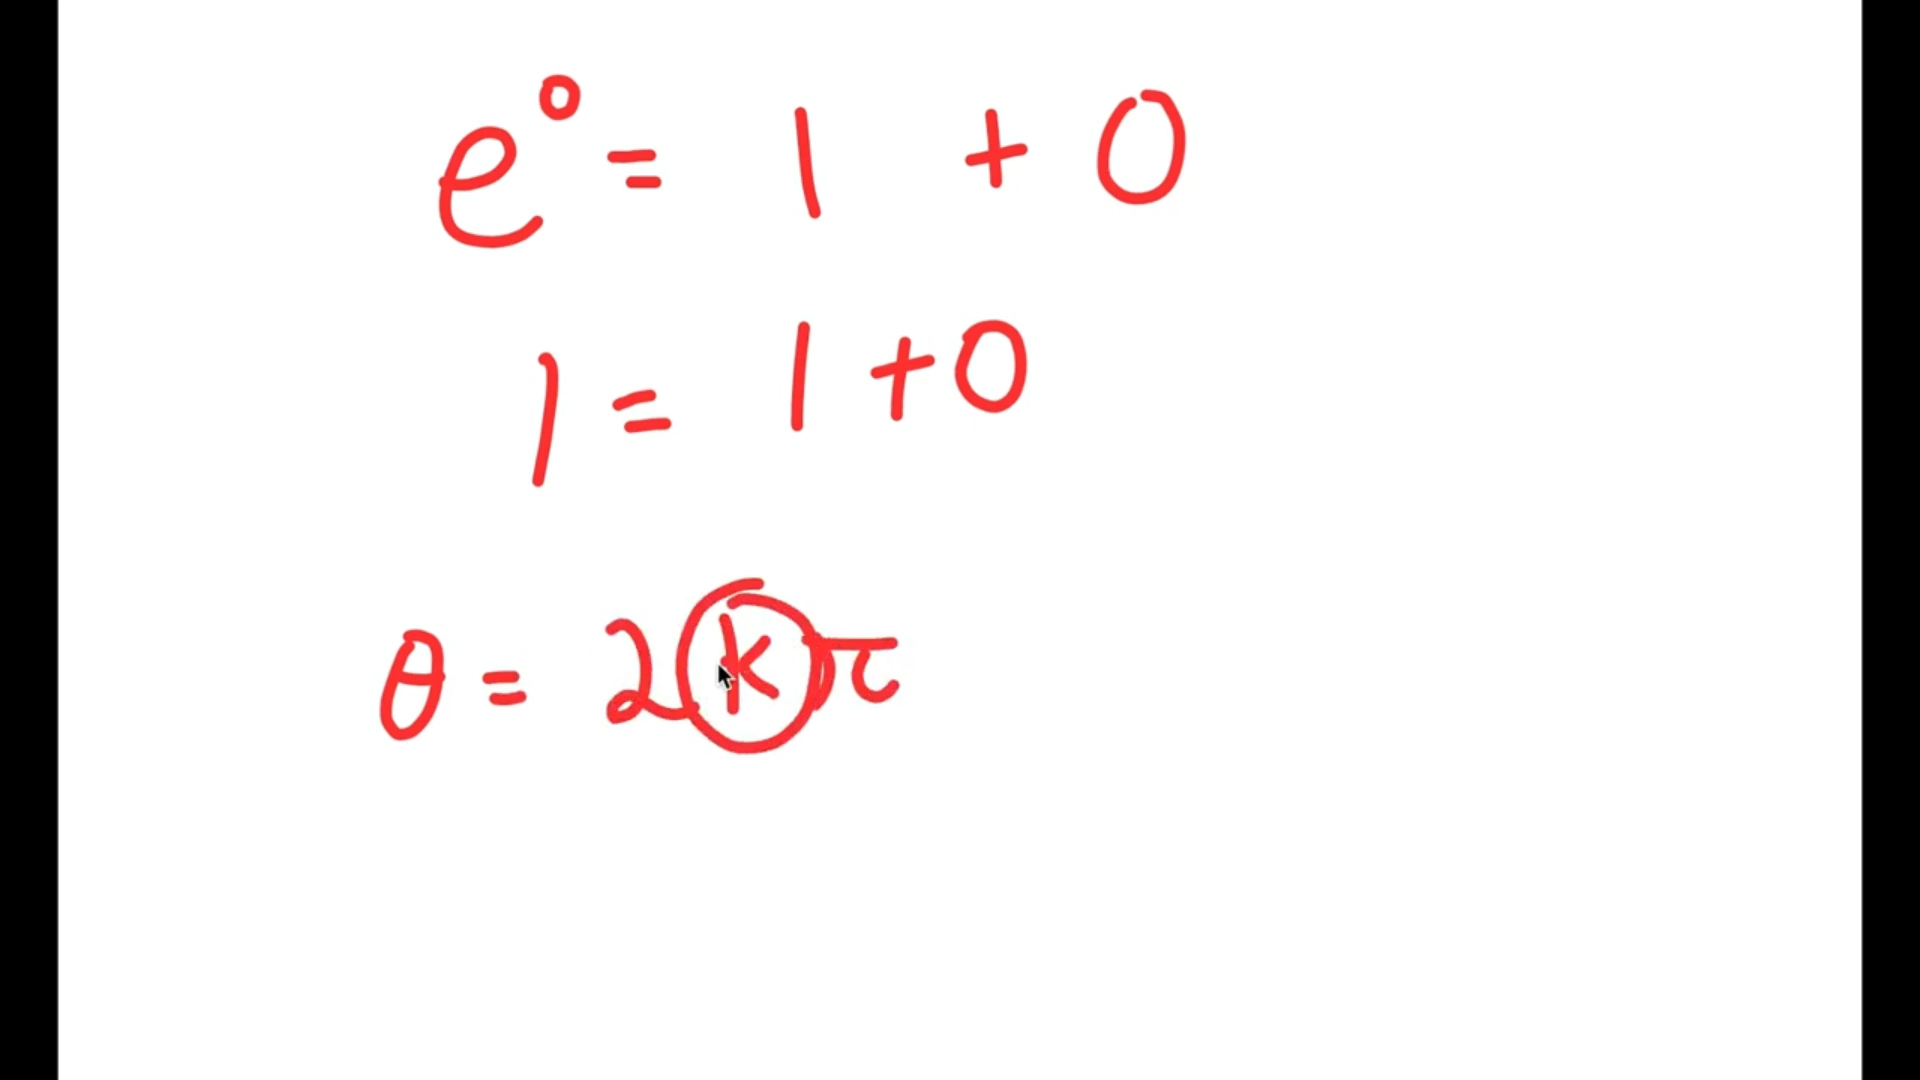 e⁰ = 1 + 0
1 = 1 + 0
θ = 2kπ